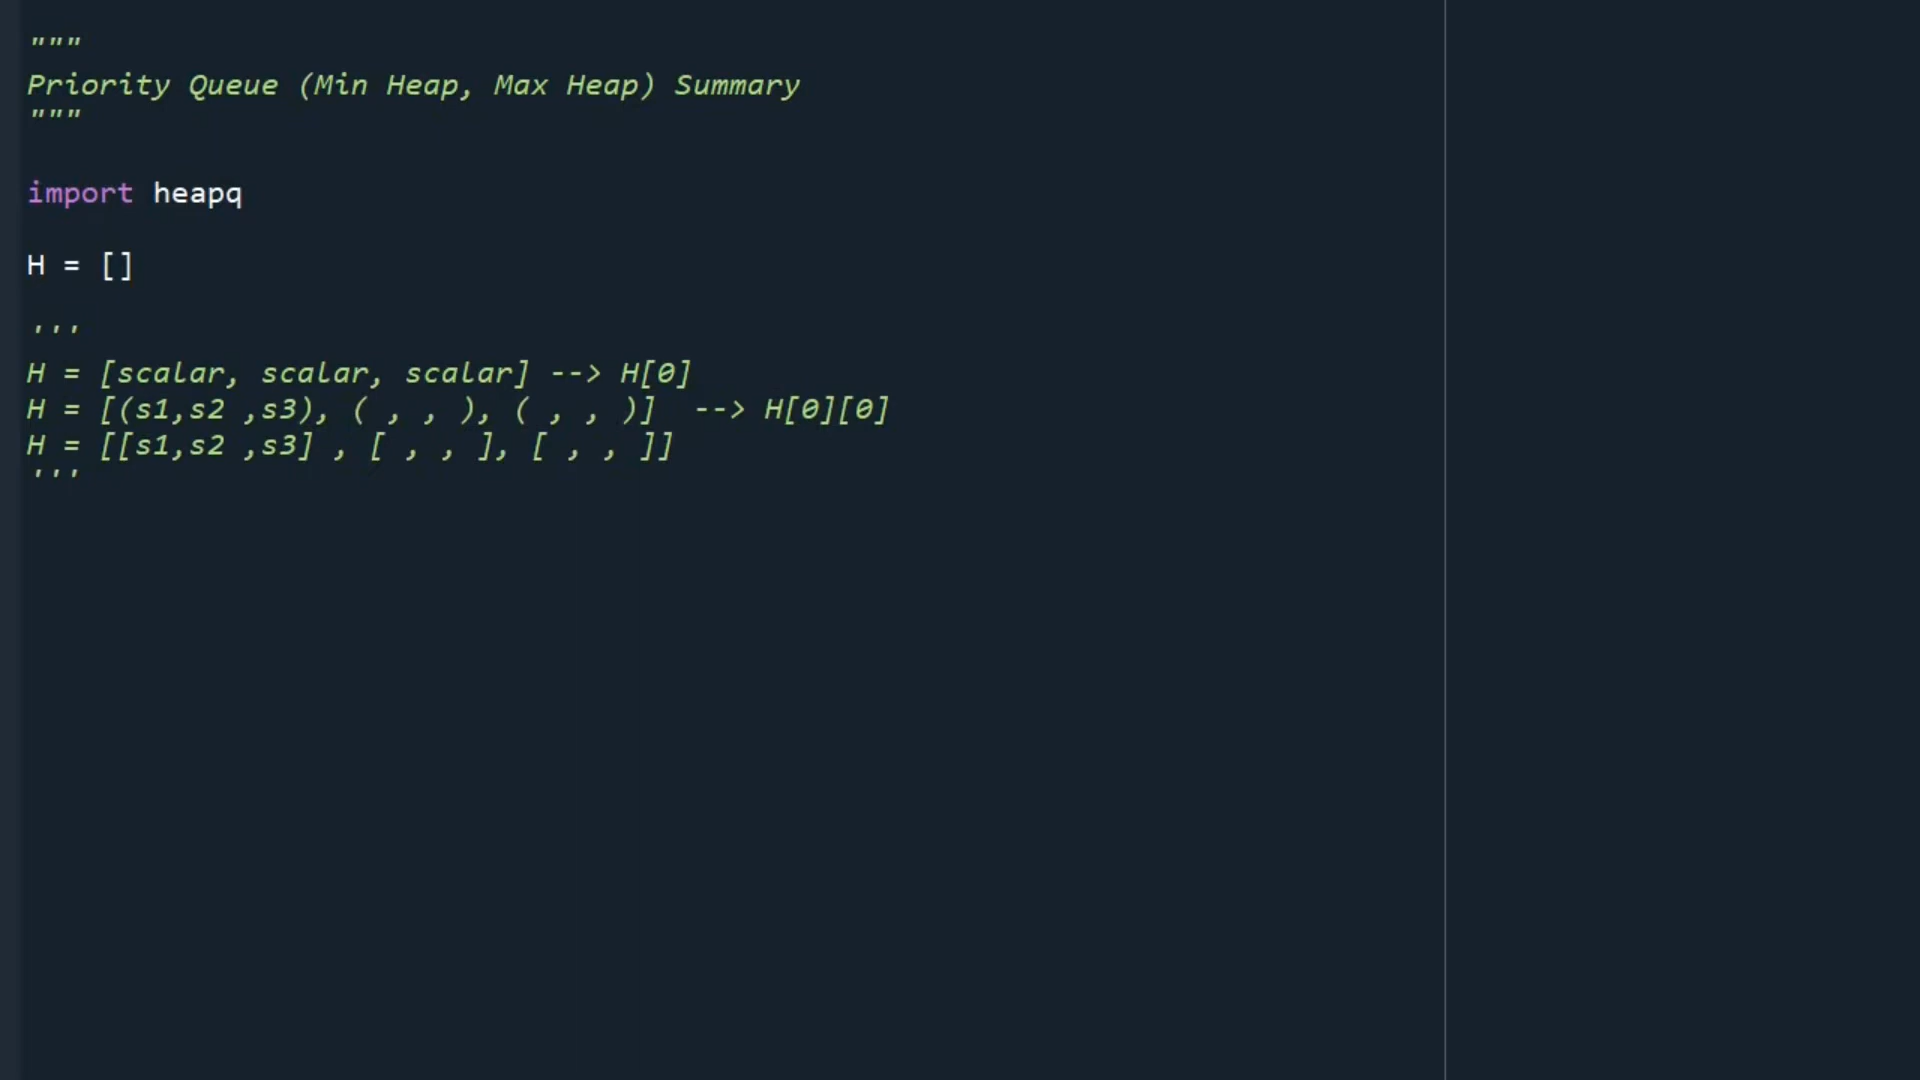 """
Priority Queue (Min Heap, Max Heap) Summary
"""
import heapq
H = []
'''
H = [scalar, scalar, scalar] --> H[0]
H = [(s1,s2 ,s3), ( , , ), ( , , )]  --> H[0][0]
H = [[s1,s2 ,s3] , [ , , ], [ , , ]]
'''